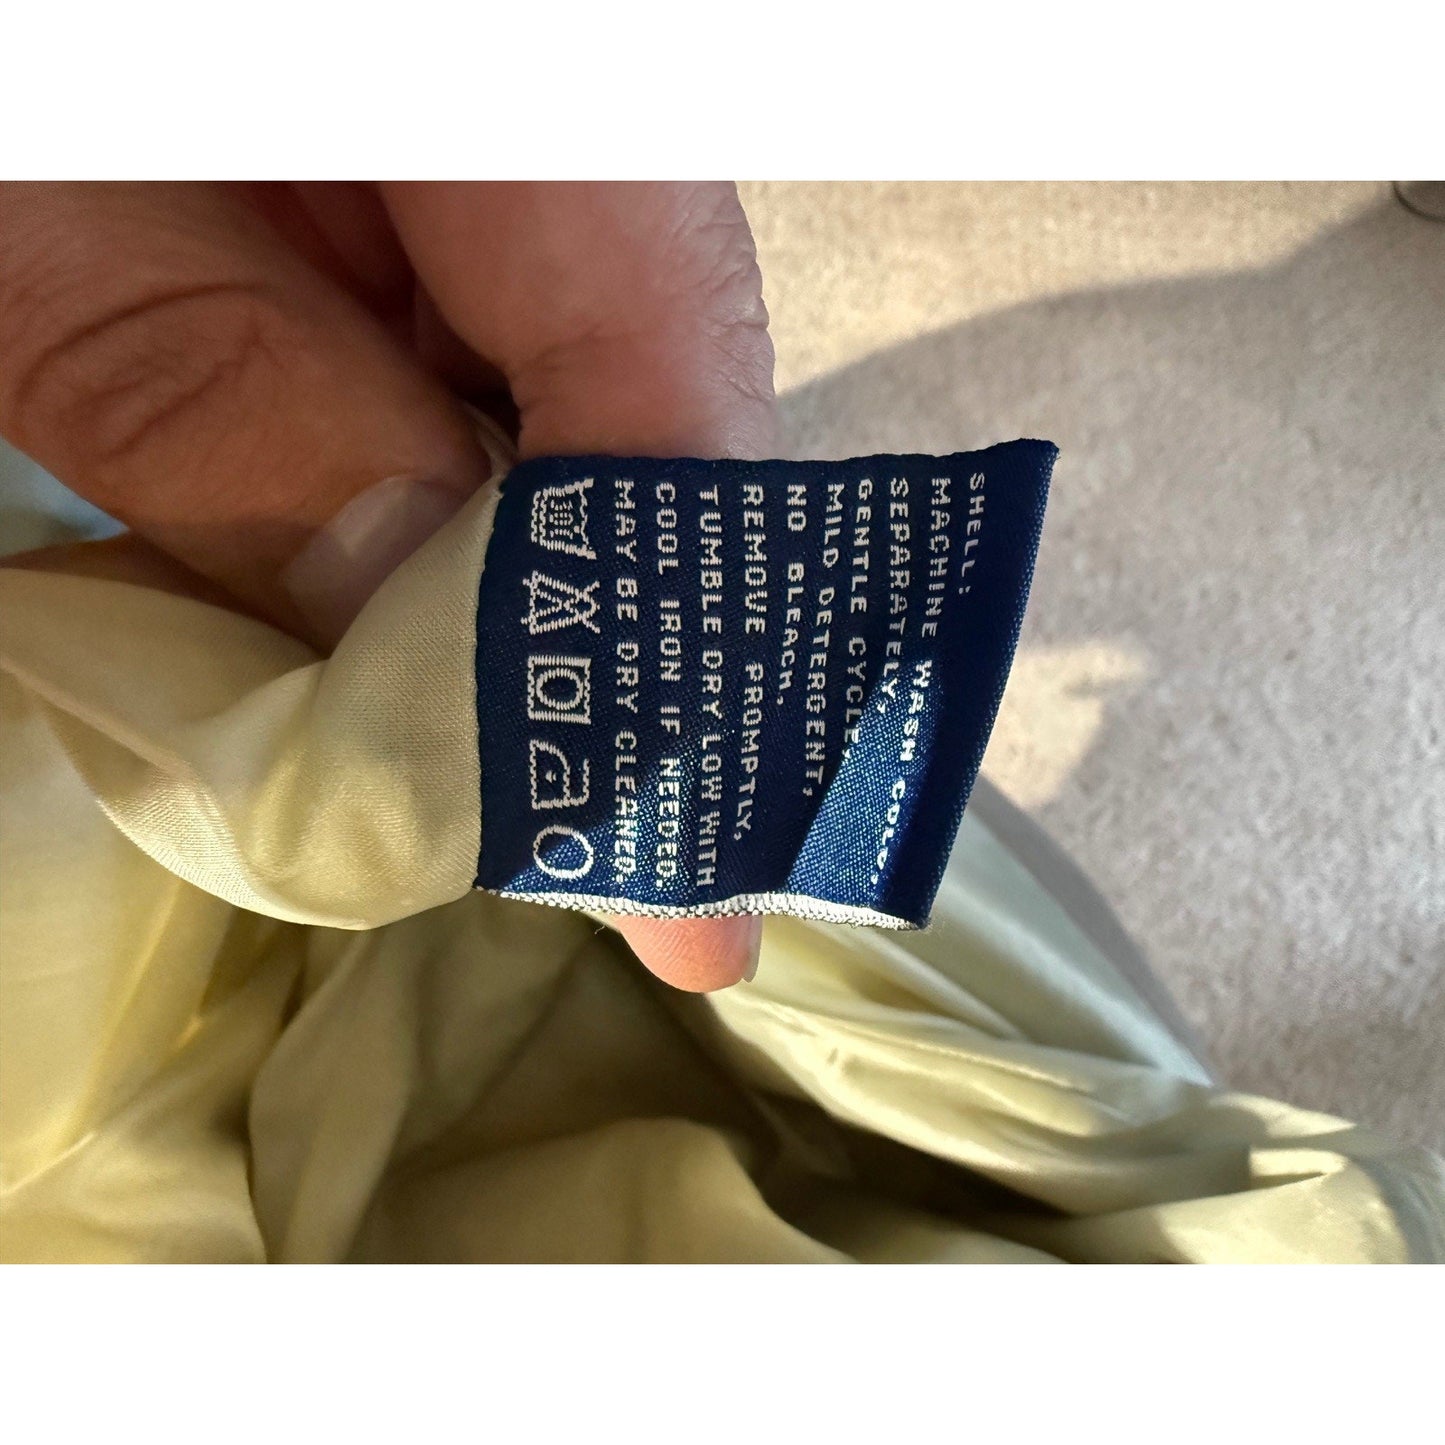 SHELL:
MACHINE WASH COLD,
SEPARATELY,
GENTLE CYCLE,
MILD DETERGENT,
NO BLEACH,
REMOVE PROMPTLY,
TUMBLE DRY LOW WITH
COOL IRON IF NEEDED.
MAY BE DRY CLEANED.